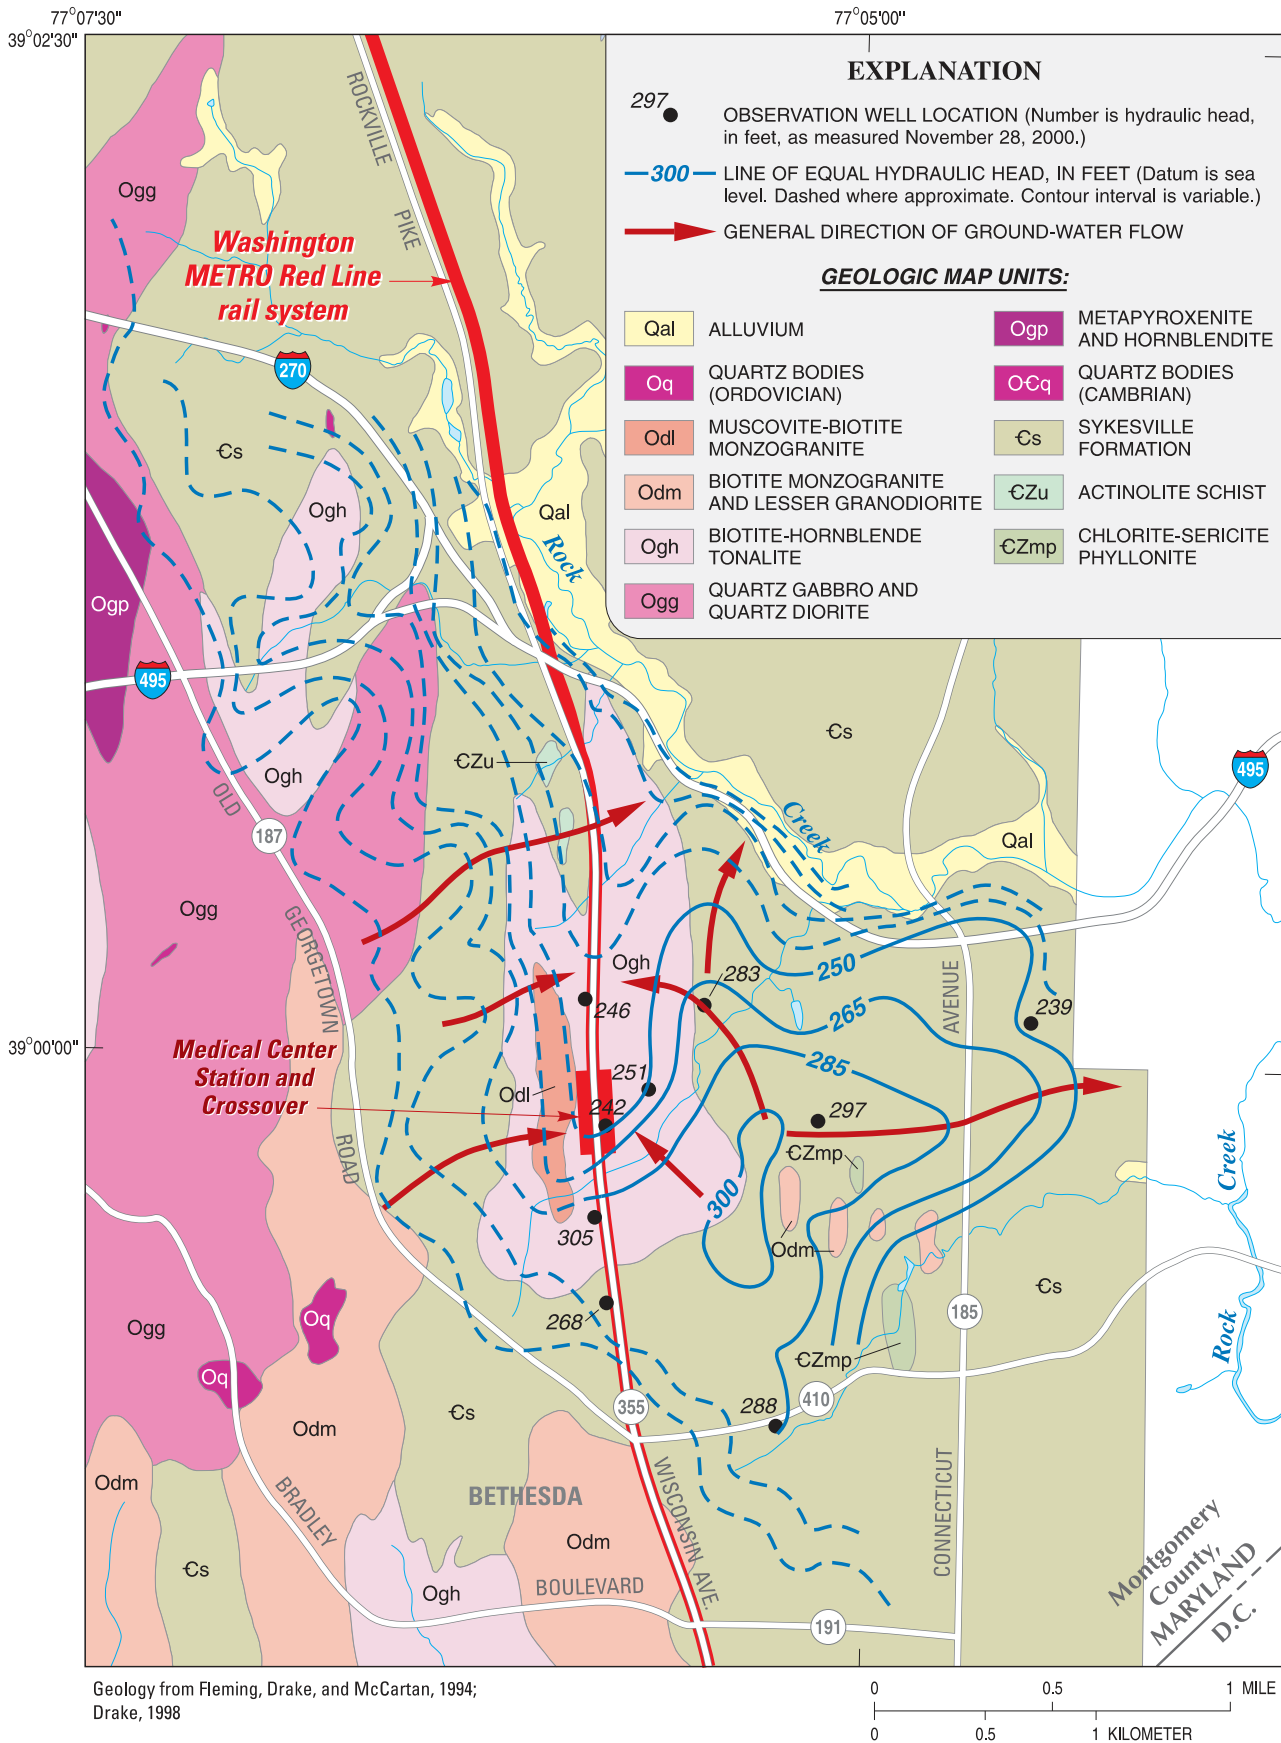 77°07'30"
77°05'00"
39°02'30"
EXPLANATION
297
OBSERVATION WELL LOCATION (Number is hydraulic head,
in feet, as measured November 28, 2000.)
300
LINE OF EQUAL HYDRAULIC HEAD, IN FEET (Datum is sea
level. Dashed where approximate. Contour interval is variable.)
GENERAL DIRECTION OF GROUND-WATER FLOW
GEOLOGIC MAP UNITS:
Qal
ALLUVIUM
Ogp
METAPYROXENITE
AND HORNBLENDITE
Oq
QUARTZ BODIES
(ORDOVICIAN)
OЄq
QUARTZ BODIES
(CAMBRIAN)
Odl
MUSCOVITE-BIOTITE
MONZOGRANITE
Єs
SYKESVILLE
FORMATION
Odm
BIOTITE MONZOGRANITE
AND LESSER GRANODIORITE
ЄZu
ACTINOLITE SCHIST
Ogh
BIOTITE-HORNBLENDE
TONALITE
ЄZmp
CHLORITE-SERICITE
PHYLLONITE
Ogg
QUARTZ GABBRO AND
QUARTZ DIORITE
ROCKVILLE
PIKE
Ogg
Washington
METRO Red Line
rail system
270
Єs
Ogh
Qal
Rock
Ogp
495
Єs
ЄZu
Ogh
OLD
187
495
Creek
Qal
Ogg
GEORGETOWN
Ogh
283
250
246
265
AVENUE
239
39°00'00"
Medical Center
Station and
Crossover
251
285
Odl
242
297
ROAD
ЄZmp
300
Creek
305
Odm
Єs
268
Oq
185
Rock
Ogg
ЄZmp
Oq
288
410
355
Єs
Odm
Odm
BRADLEY
BETHESDA
WISCONSIN AVE.
CONNECTICUT
Odm
Єs
Ogh
BOULEVARD
191
Montgomery
County,
MARYLAND
D.C.
Geology from Fleming, Drake, and McCartan, 1994;
Drake, 1998
0 0.5 1 MILE
0 0.5 1 KILOMETER